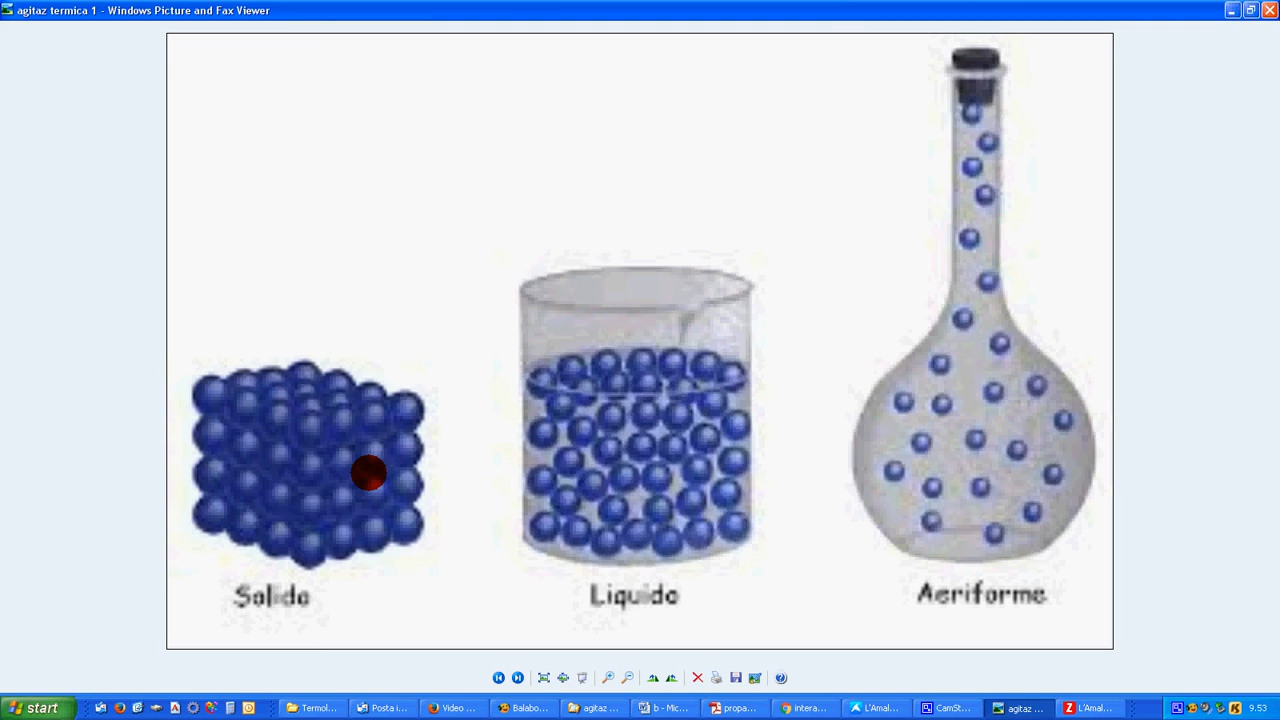 agitaz termica 1 - Windows Picture and Fax Viewer
Solido
Liquido
Aeriforme
start
Termol...
Posta i...
Video ...
Balabo...
agitaz ...
b - Mic...
propa...
intera...
L'Amal...
CamSt...
agitaz ...
L'Amal...
9.53